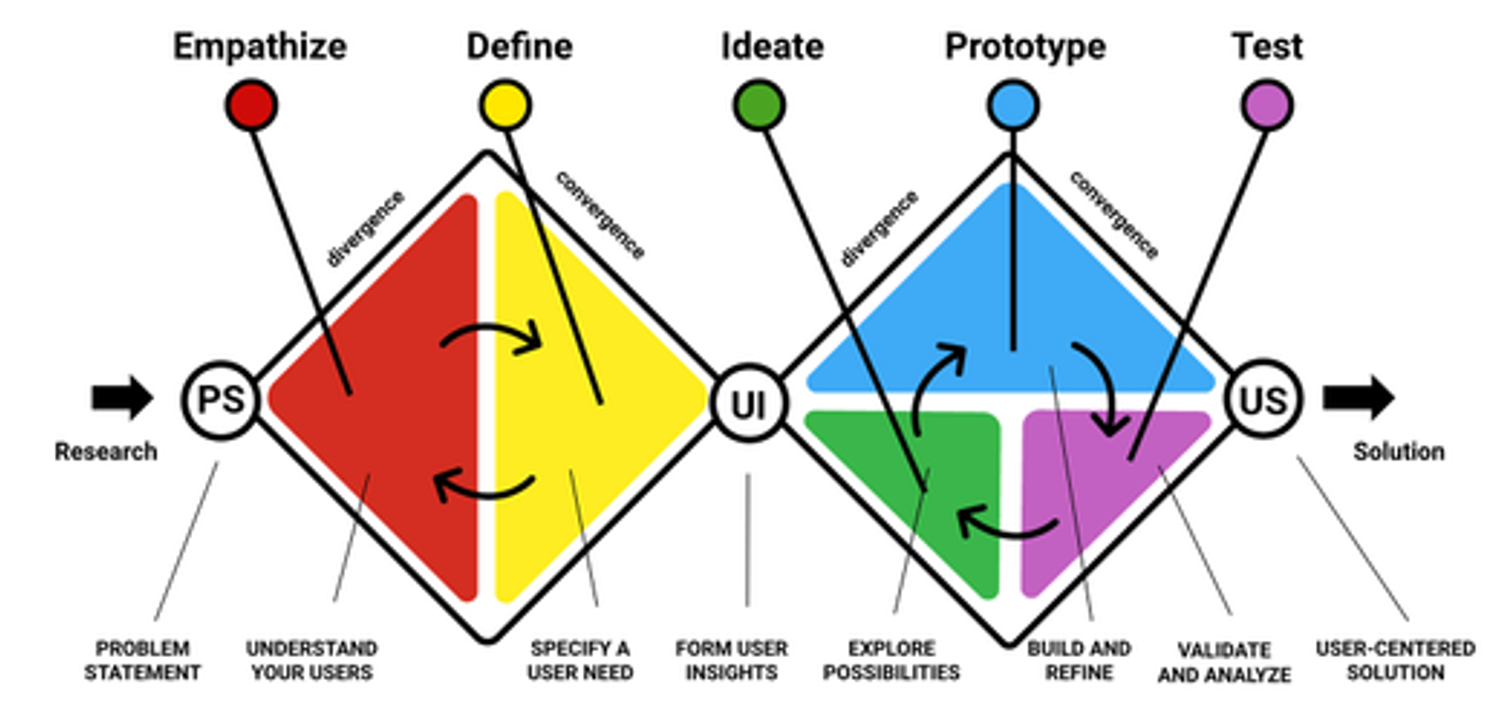 Empathize
Define
Ideate
Prototype
Test
divergence
convergence
divergence
convergence
PS
UI
US
Research
Solution
PROBLEM
STATEMENT
UNDERSTAND
YOUR USERS
SPECIFY A
USER NEED
FORM USER
INSIGHTS
EXPLORE
POSSIBILITIES
BUILD AND
REFINE
VALIDATE
AND ANALYZE
USER-CENTERED
SOLUTION